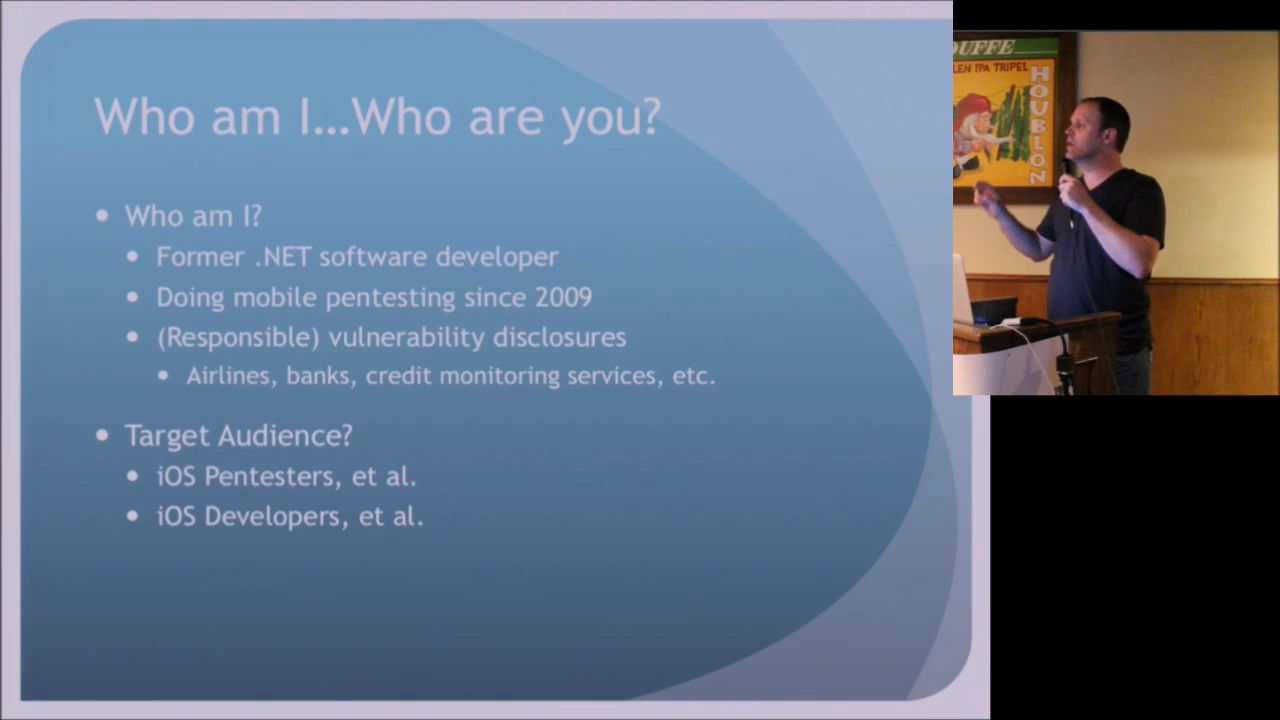 Who am I...Who are you?
Who am I?
Former .NET software developer
Doing mobile pentesting since 2009
(Responsible) vulnerability disclosures
Airlines, banks, credit monitoring services, etc.
Target Audience?
iOS Pentesters, et al.
iOS Developers, et al.
OUFFE
LEN IPA TRIPEL
HOUBLON